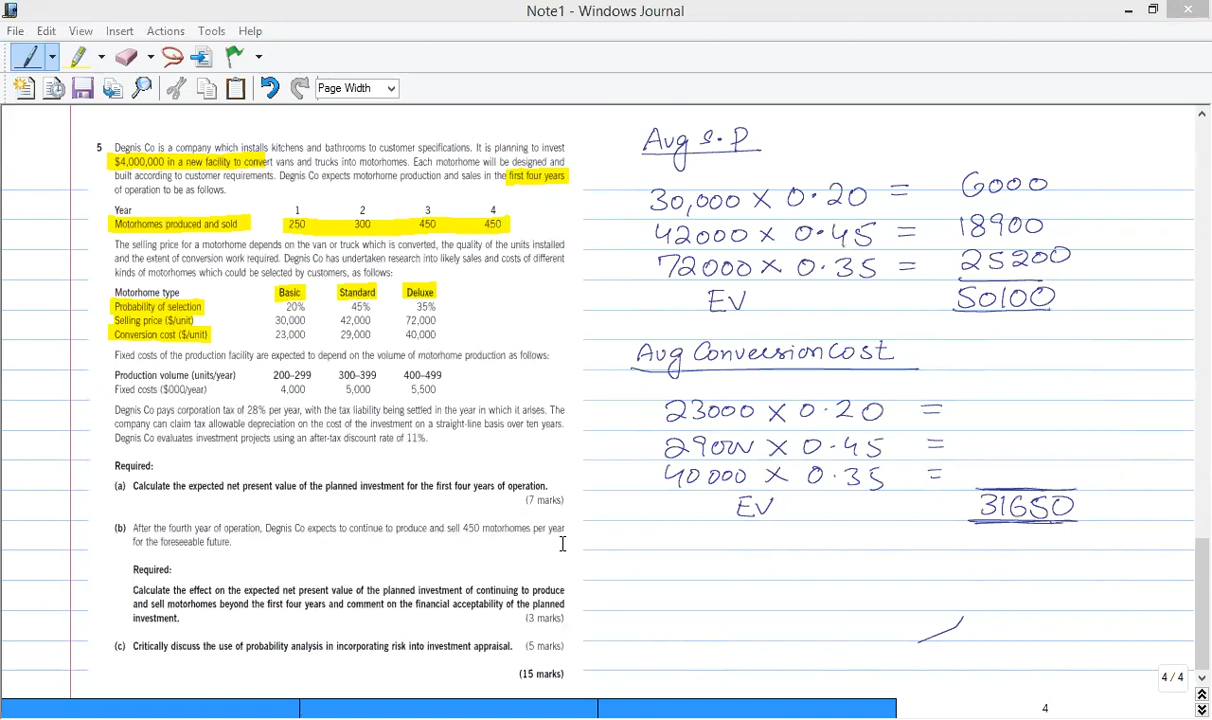 Note1 - Windows Journal
File Edit View Insert Actions Tools Help
Page Width
5 Degnis Co is a company which installs kitchens and bathrooms to customer specifications. It is planning to invest
$4,000,000 in a new facility to convert vans and trucks into motorhomes. Each motorhome will be designed and
built according to customer requirements. Degnis Co expects motorhome production and sales in the first four years
of operation to be as follows.
Year 1 2 3 4
Motorhomes produced and sold 250 300 450 450
The selling price for a motorhome depends on the van or truck which is converted, the quality of the units installed
and the extent of conversion work required. Degnis Co has undertaken research into likely sales and costs of different
kinds of motorhomes which could be selected by customers, as follows:
Motorhome type Basic Standard Deluxe
Probability of selection 20% 45% 35%
Selling price ($/unit) 30,000 42,000 72,000
Conversion cost ($/unit) 23,000 29,000 40,000
Fixed costs of the production facility are expected to depend on the volume of motorhome production as follows:
Production volume (units/year) 200–299 300–399 400–499
Fixed costs ($000/year) 4,000 5,000 5,500
Degnis Co pays corporation tax of 28% per year, with the tax liability being settled in the year in which it arises. The
company can claim tax allowable depreciation on the cost of the investment on a straight-line basis over ten years.
Degnis Co evaluates investment projects using an after-tax discount rate of 11%.
Required:
(a) Calculate the expected net present value of the planned investment for the first four years of operation.
(7 marks)
(b) After the fourth year of operation, Degnis Co expects to continue to produce and sell 450 motorhomes per year
for the foreseeable future.
Required:
Calculate the effect on the expected net present value of the planned investment of continuing to produce
and sell motorhomes beyond the first four years and comment on the financial acceptability of the planned
investment. (3 marks)
(c) Critically discuss the use of probability analysis in incorporating risk into investment appraisal. (5 marks)
(15 marks)
Avg S.P
30,000 X 0.20 = 6000
42000 X 0.45 = 18900
72000 X 0.35 = 25200
EV 50100
Avg Conversion Cost
23000 X 0.20 =
29000 X 0.45 =
40000 X 0.35 =
EV 31650
4 / 4
4